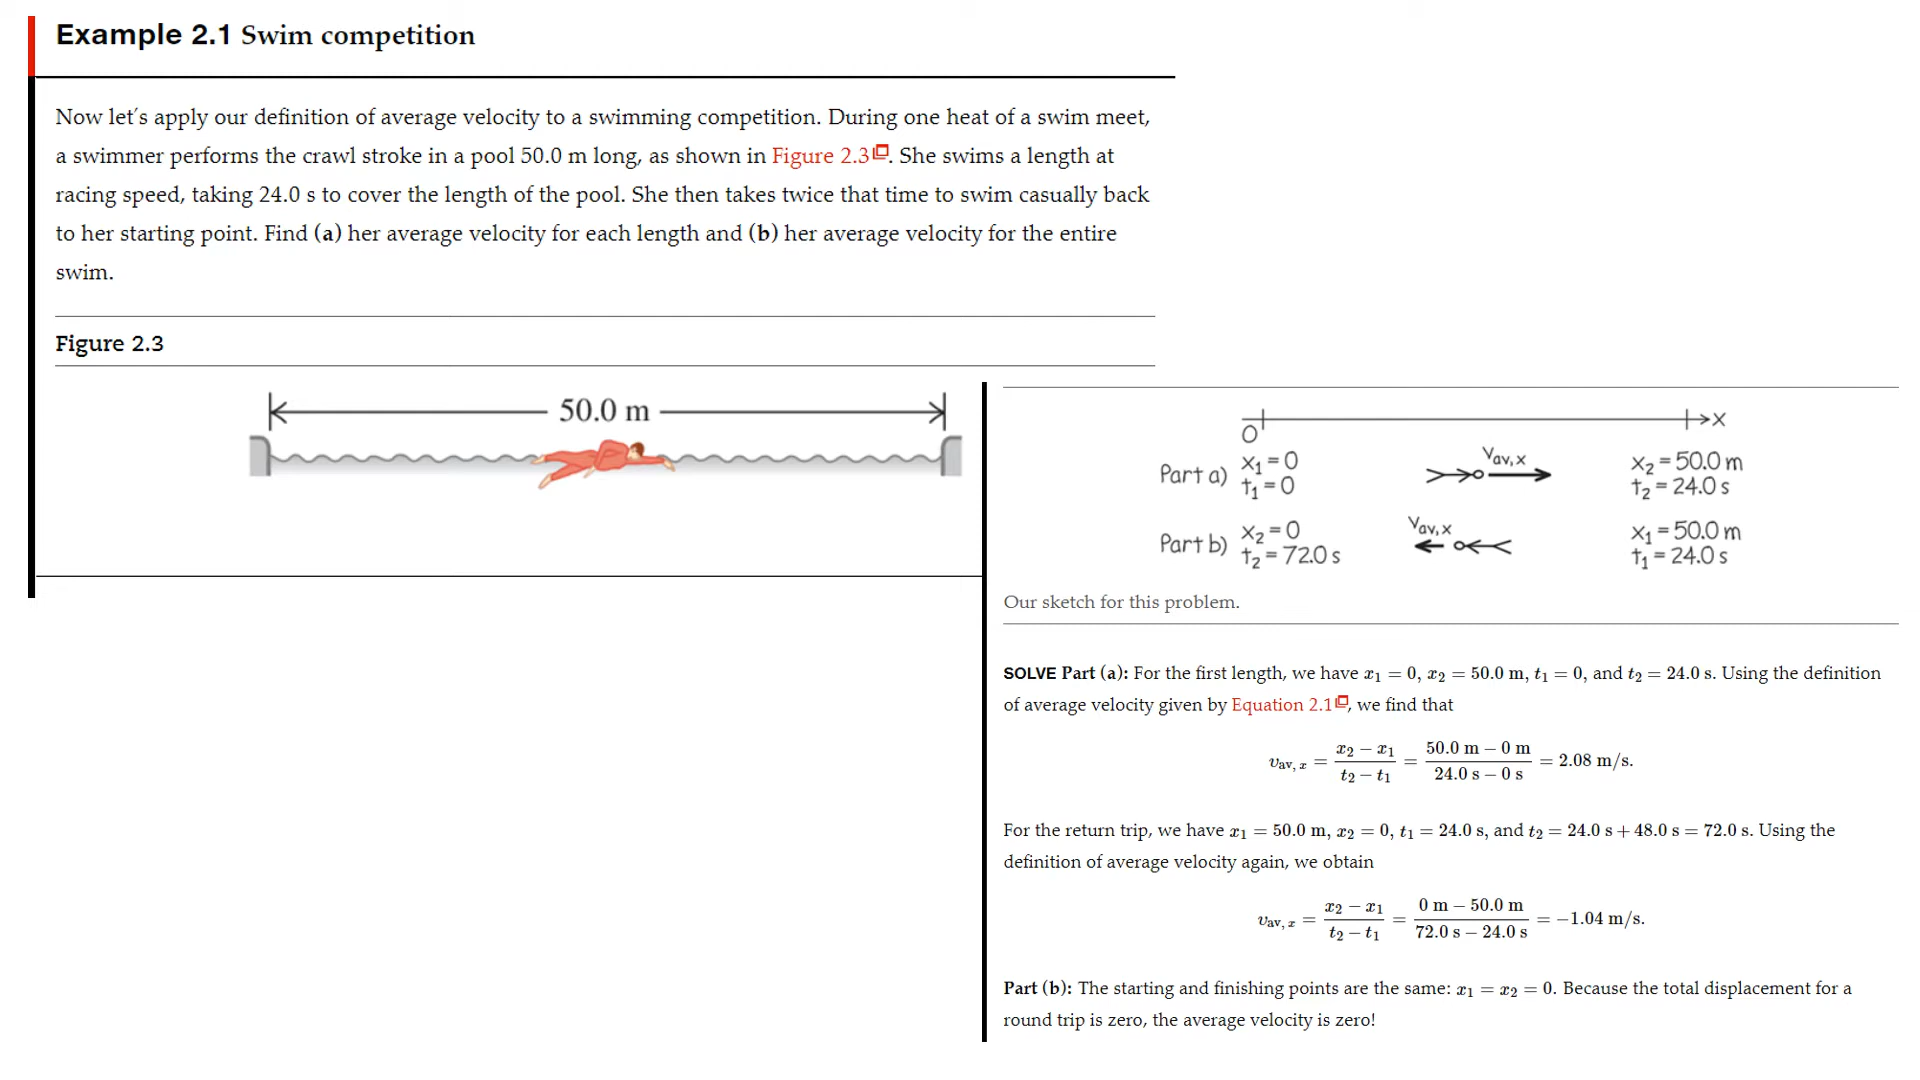 Example 2.1 Swim competition
Now let's apply our definition of average velocity to a swimming competition. During one heat of a swim meet,
a swimmer performs the crawl stroke in a pool 50.0 m long, as shown in Figure 2.3. She swims a length at
racing speed, taking 24.0 s to cover the length of the pool. She then takes twice that time to swim casually back
to her starting point. Find (a) her average velocity for each length and (b) her average velocity for the entire
swim.
Figure 2.3
50.0 m
O x
Part a) x₁ = 0 t₁ = 0 vav,x x₂ = 50.0 m t₂ = 24.0 s
Part b) x₂ = 0 t₂ = 72.0 s vav,x x₁ = 50.0 m t₁ = 24.0 s
Our sketch for this problem.
SOLVE Part (a): For the first length, we have x₁ = 0, x₂ = 50.0 m, t₁ = 0, and t₂ = 24.0 s. Using the definition
of average velocity given by Equation 2.1, we find that
vav, x = (x₂ − x₁)/(t₂ − t₁) = (50.0 m − 0 m)/(24.0 s − 0 s) = 2.08 m/s.
For the return trip, we have x₁ = 50.0 m, x₂ = 0, t₁ = 24.0 s, and t₂ = 24.0 s + 48.0 s = 72.0 s. Using the
definition of average velocity again, we obtain
vav, x = (x₂ − x₁)/(t₂ − t₁) = (0 m − 50.0 m)/(72.0 s − 24.0 s) = −1.04 m/s.
Part (b): The starting and finishing points are the same: x₁ = x₂ = 0. Because the total displacement for a
round trip is zero, the average velocity is zero!